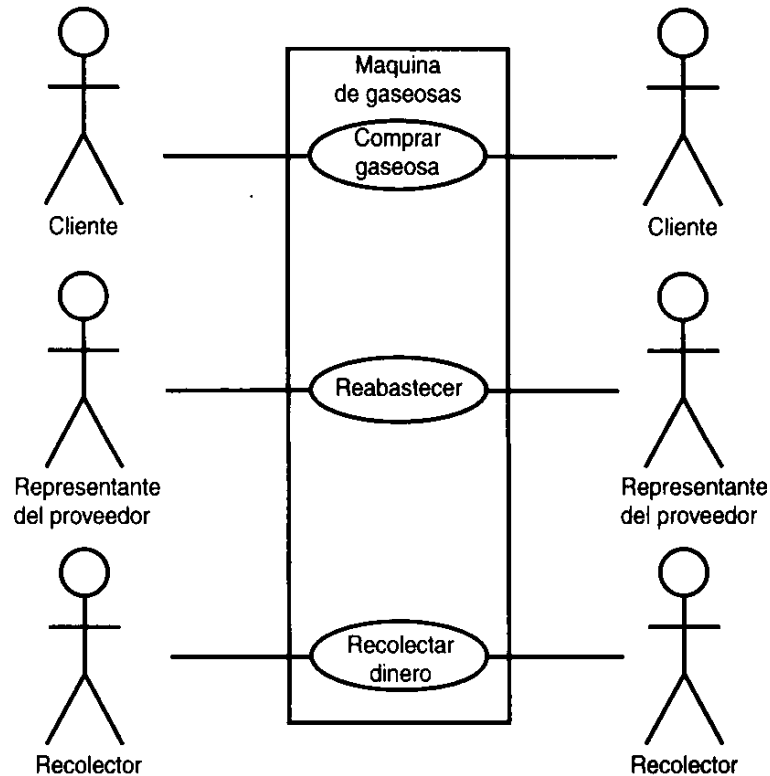 Maquina
de gaseosas
Comprar
gaseosa
Cliente
Cliente
Reabastecer
Representante
del proveedor
Representante
del proveedor
Recolectar
dinero
Recolector
Recolector